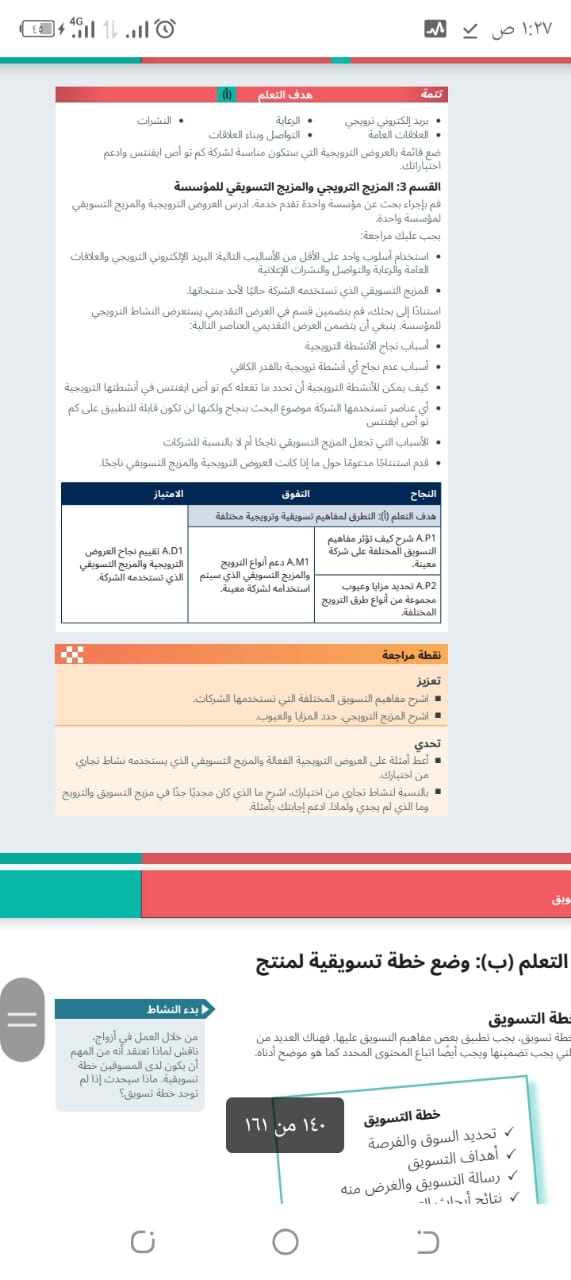 ١:٢٧ ص
4G
٤٥
تتمة هدف التعلم (أ)
• بريد إلكتروني ترويجي • الرعاية • النشرات
• العلاقات العامة • التواصل وبناء العلاقات
ضع قائمة بالعروض الترويجية التي ستكون مناسبة لشركة كم تو أص ايفنتس وادعم
اختياراتك.
القسم 3: المزيج الترويجي والمزيج التسويقي للمؤسسة
قم بإجراء بحث عن مؤسسة واحدة تقدم خدمة. ادرس العروض الترويجية والمزيج التسويقي
لمؤسسة واحدة.
يجب عليك مراجعة:
• استخدام أسلوب واحد على الأقل من الأساليب التالية: البريد الإلكتروني الترويجي والعلاقات
العامة والرعاية والتواصل والنشرات الإعلانية
• المزيج التسويقي الذي تستخدمه الشركة حاليًا لأحد منتجاتها.
استنادًا إلى بحثك، قم بتضمين قسم في العرض التقديمي يستعرض النشاط الترويجي
للمؤسسة. ينبغي أن يتضمن العرض التقديمي العناصر التالية:
• أسباب نجاح الأنشطة الترويجية
• أسباب عدم نجاح أي أنشطة ترويجية بالقدر الكافي
• كيف يمكن للأنشطة الترويجية أن تحدد ما تفعله كم تو أص ايفنتس في أنشطتها الترويجية
• أي عناصر تستخدمها الشركة موضوع البحث بنجاح ولكنها لن تكون قابلة للتطبيق على كم
تو أص ايفنتس
• الأسباب التي تجعل المزيج التسويقي ناجحًا أم لا بالنسبة للشركات
• قدم استنتاجًا مدعومًا حول ما إذا كانت العروض الترويجية والمزيج التسويقي ناجحًا.
النجاح التفوق الامتياز
هدف التعلم (أ): التطرق لمفاهيم تسويقية وترويجية مختلفة
A.P1 شرح كيف تؤثر مفاهيم
التسويق المختلفة على شركة
معينة.
A.P2 تحديد مزايا وعيوب
مجموعة من أنواع طرق الترويج
المختلفة.
A.M1 دعم أنواع الترويج
والمزيج التسويقي الذي سيتم
استخدامه لشركة معينة.
A.D1 تقييم نجاح العروض
الترويجية والمزيج التسويقي
الذي تستخدمه الشركة.
نقطة مراجعة
تعزيز
اشرح مفاهيم التسويق المختلفة التي تستخدمها الشركات.
اشرح المزيج الترويجي. حدد المزايا والعيوب.
تحدي
أعط أمثلة على العروض الترويجية الفعالة والمزيج التسويقي الذي يستخدمه نشاط تجاري
من اختيارك.
بالنسبة لنشاط تجاري من اختيارك، اشرح ما الذي كان مجديًا جدًا في مزيج التسويق والترويج
وما الذي لم يجدي ولماذا. ادعم إجابتك بأمثلة.
ويق
التعلم (ب): وضع خطة تسويقية لمنتج
خطة التسويق
خطة تسويق، يجب تطبيق بعض مفاهيم التسويق عليها. فهناك العديد من
لتي يجب تضمينها ويجب أيضًا اتباع المحتوى المحدد كما هو موضح أدناه.
بدء النشاط
من خلال العمل في أزواج،
ناقش لماذا تعتقد أنه من المهم
أن يكون لدى المسوقين خطة
تسويقية. ماذا سيحدث إذا لم
توجد خطة تسويق؟
خطة التسويق
✓ تحديد السوق والفرصة
✓ أهداف التسويق
✓ رسالة التسويق والغرض منه
✓ نتائج أبحاث
١٤٠ من ١٦١